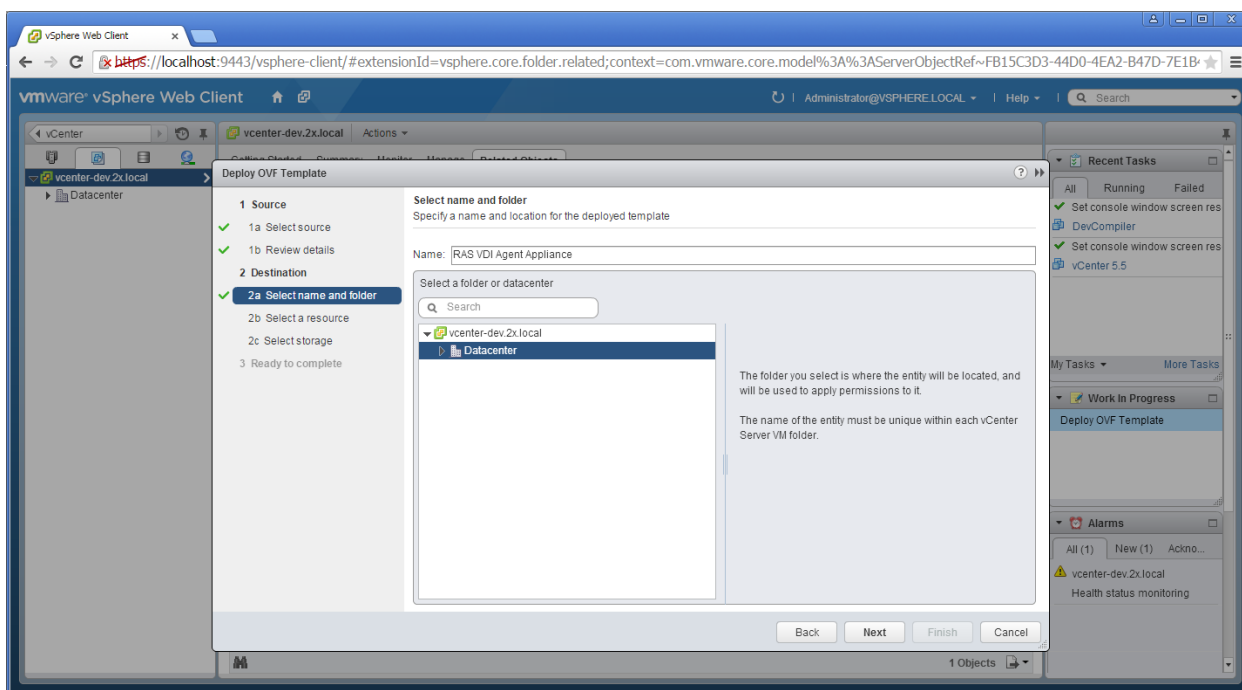 vSphere Web Client
https://localhost:9443/vsphere-client/#extensionId=vsphere.core.folder.related;context=com.vmware.core.model%3A%3AServerObjectRef~FB15C3D3-44D0-4EA2-B47D-7E1B
vmware® vSphere Web Client
Administrator@VSPHERE.LOCAL
Help
Search
vCenter
vcenter-dev.2x.local
Datacenter
vcenter-dev.2x.local Actions
Getting Started Summary Monitor Manage Related Objects
Deploy OVF Template
1 Source
1a Select source
1b Review details
2 Destination
2a Select name and folder
2b Select a resource
2c Select storage
3 Ready to complete
Select name and folder
Specify a name and location for the deployed template
Name: RAS VDI Agent Appliance
Select a folder or datacenter
Search
vcenter-dev.2x.local
Datacenter
The folder you select is where the entity will be located, and
will be used to apply permissions to it.
The name of the entity must be unique within each vCenter
Server VM folder.
Back Next Finish Cancel
1 Objects
Recent Tasks
All Running Failed
Set console window screen res
DevCompiler
Set console window screen res
vCenter 5.5
My Tasks More Tasks
Work In Progress
Deploy OVF Template
Alarms
All (1) New (1) Ackno...
vcenter-dev.2x.local
Health status monitoring